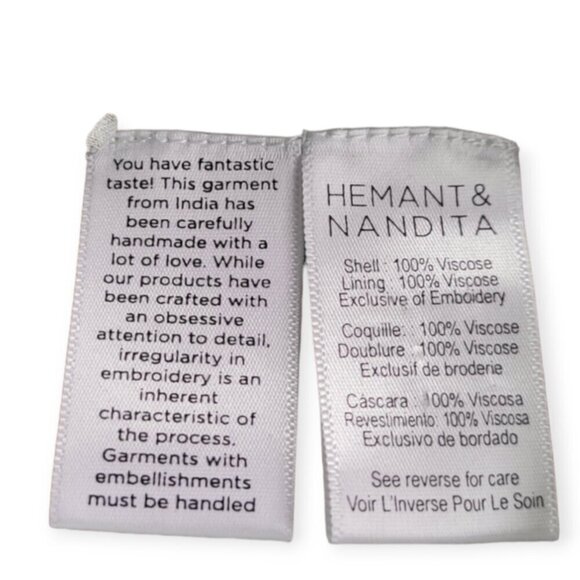 You have fantastic
taste! This garment
from India has
been carefully
handmade with a
lot of love. While
our products have
been crafted with
an obsessive
attention to detail,
irregularity in
embroidery is an
inherent
characteristic of
the process.
Garments with
embellishments
must be handled
HEMANT &
NANDITA
Shell : 100% Viscose
Lining : 100% Viscose
Exclusive of Emboidery
Coquille: : 100% Viscose
Doublure : 100% Viscose
Exclusif de broderie
Cáscara : 100% Viscosa
Revestimiento: 100% Viscosa
Exclusivo de bordado
See reverse for care
Voir L'Inverse Pour Le Soin